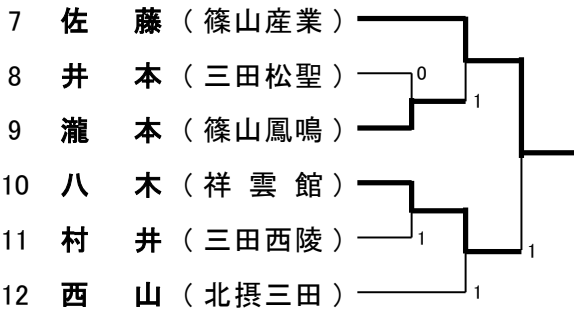 7 佐 藤 ( 篠山産業 )
8 井 本 ( 三田松聖 ) 0
9 瀧 本 ( 篠山鳳鳴 ) 1
10 八 木 ( 祥 雲 館 )
11 村 井 ( 三田西陵 ) 1 1
12 西 山 ( 北摂三田 ) 1